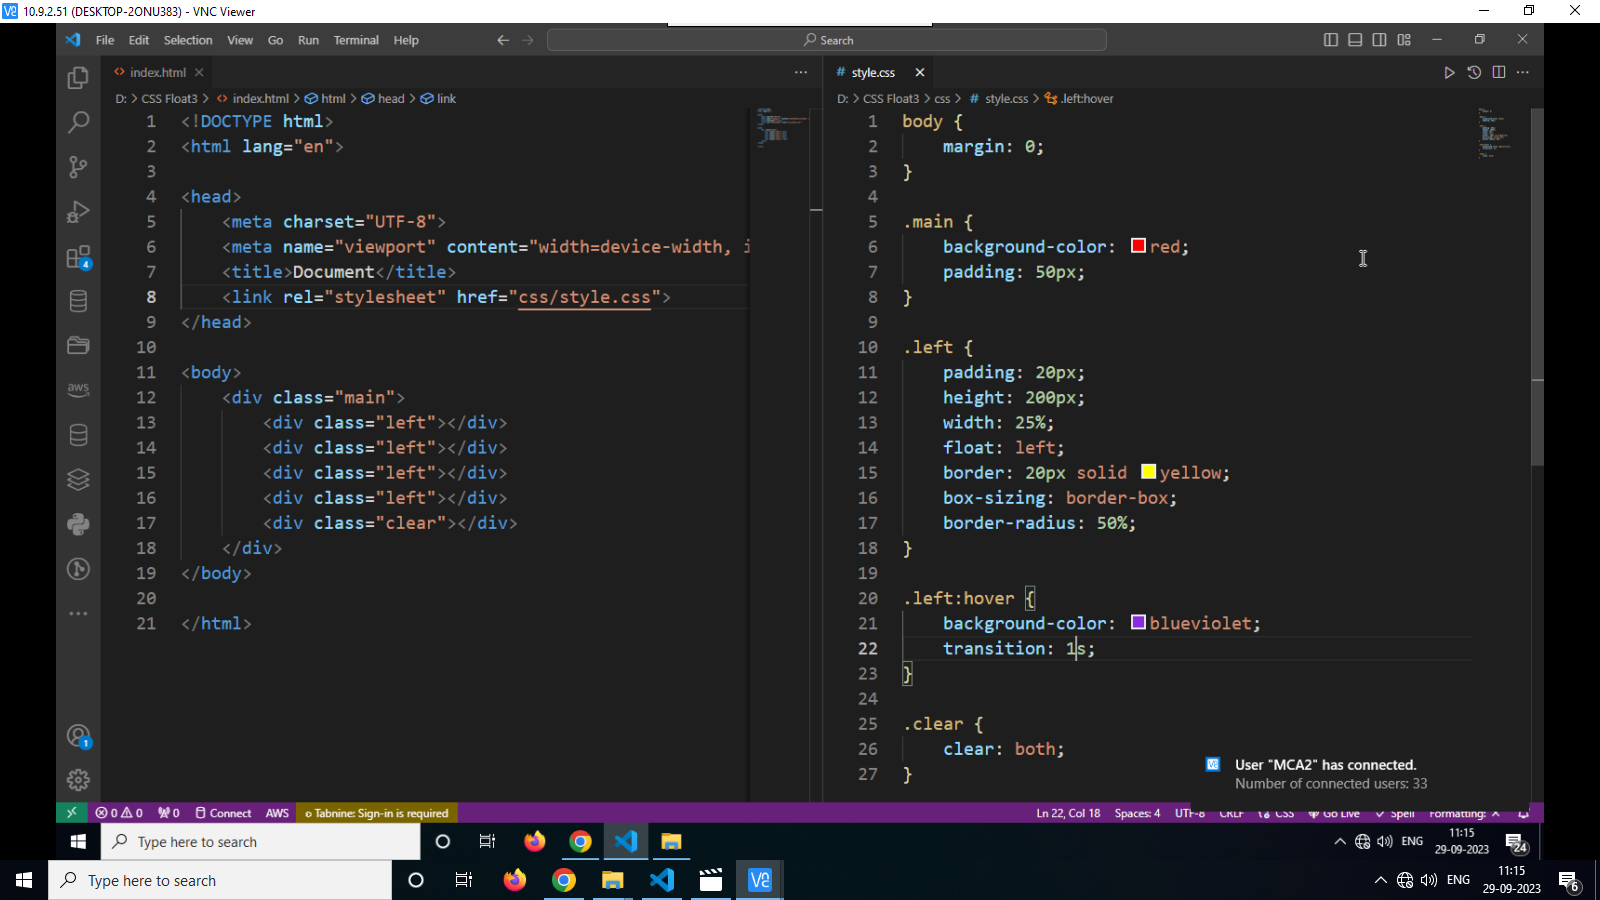 10.9.2.51 (DESKTOP-2ONU383) - VNC Viewer
File Edit Selection View Go Run Terminal Help
Search
index.html
D: > CSS Float3 > index.html > html > head > link
1 <!DOCTYPE html>
2 <html lang="en">
3
4 <head>
5 <meta charset="UTF-8">
6 <meta name="viewport" content="width=device-width, i
7 <title>Document</title>
8 <link rel="stylesheet" href="css/style.css">
9 </head>
10
11 <body>
12 <div class="main">
13 <div class="left"></div>
14 <div class="left"></div>
15 <div class="left"></div>
16 <div class="left"></div>
17 <div class="clear"></div>
18 </div>
19 </body>
20
21 </html>
# style.css
D: > CSS Float3 > css > # style.css > .left:hover
1 body {
2 margin: 0;
3 }
4
5 .main {
6 background-color: red;
7 padding: 50px;
8 }
9
10 .left {
11 padding: 20px;
12 height: 200px;
13 width: 25%;
14 float: left;
15 border: 20px solid yellow;
16 box-sizing: border-box;
17 border-radius: 50%;
18 }
19
20 .left:hover {
21 background-color: blueviolet;
22 transition: 1s;
23 }
24
25 .clear {
26 clear: both;
27 }
aws
4
1
User "MCA2" has connected.
Number of connected users: 33
0 0 0 Connect AWS Tabnine: Sign-in is required
Ln 22, Col 18 Spaces: 4 UTF-8 CRLF CSS Go Live Spell Formatting:
Type here to search
ENG 11:15 29-09-2023 24
Type here to search
ENG 11:15 29-09-2023 6